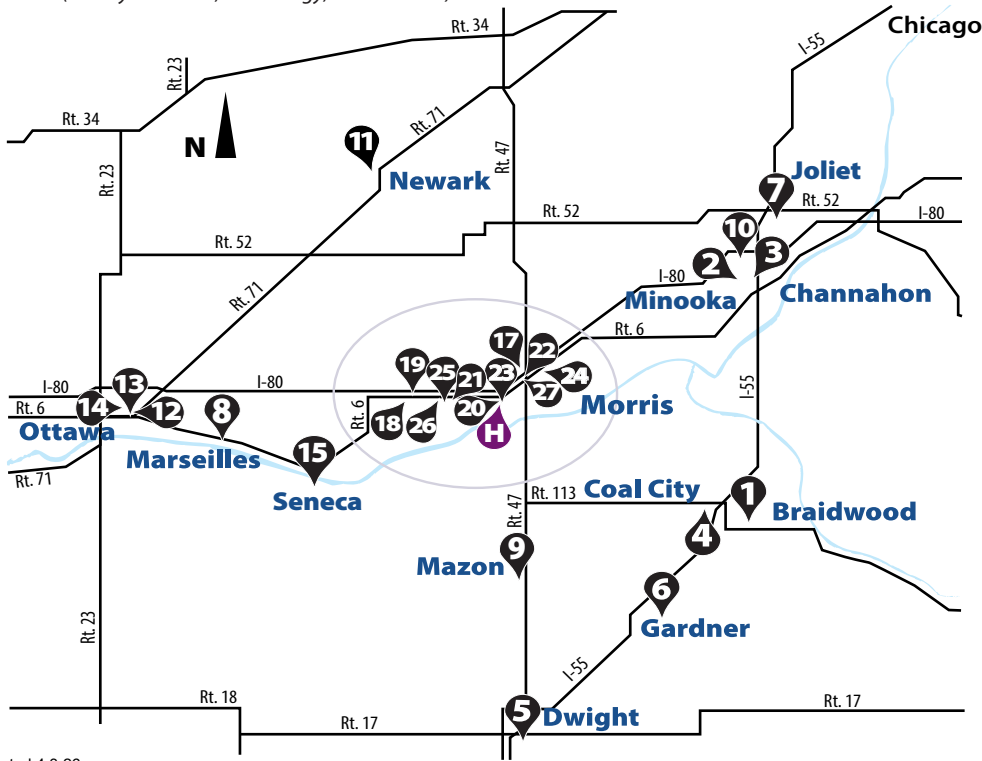 Chicago
Rt. 34
I-55
Rt. 23
Rt. 34
Rt. 71
N
11
Rt. 47
Rt. 23
Newark
Joliet
7
Rt. 52
Rt. 52
I-80
10
Rt. 52
3
2
I-80
Minooka
Channahon
Rt. 71
Rt. 6
17
22
I-80
13
I-80
19
25
21
23
24
I-55
14
12
Rt. 6
8
Rt. 6
18
26
20
27
Morris
H
Ottawa
Marseilles
15
Rt. 71
Seneca
Rt. 113
Coal City
1
Braidwood
Rt. 47
4
9
Mazon
6
Gardner
Rt. 23
I-55
Rt. 18
Rt. 17
5
Dwight
Rt. 17